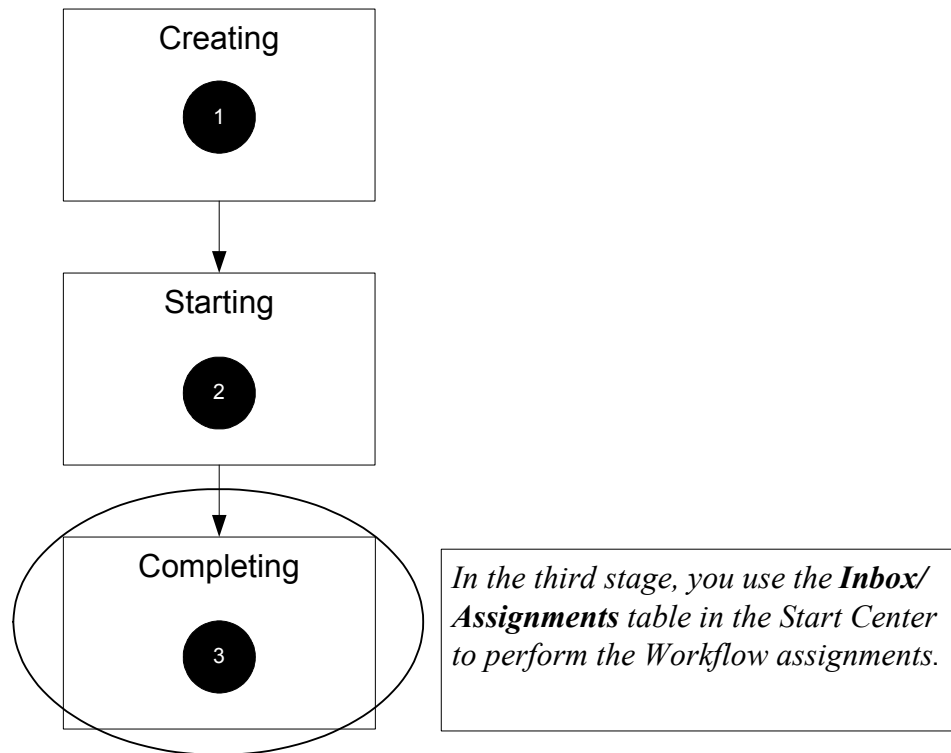 Creating
1
Starting
2
Completing
3
In the third stage, you use the Inbox/
Assignments table in the Start Center
to perform the Workflow assignments.